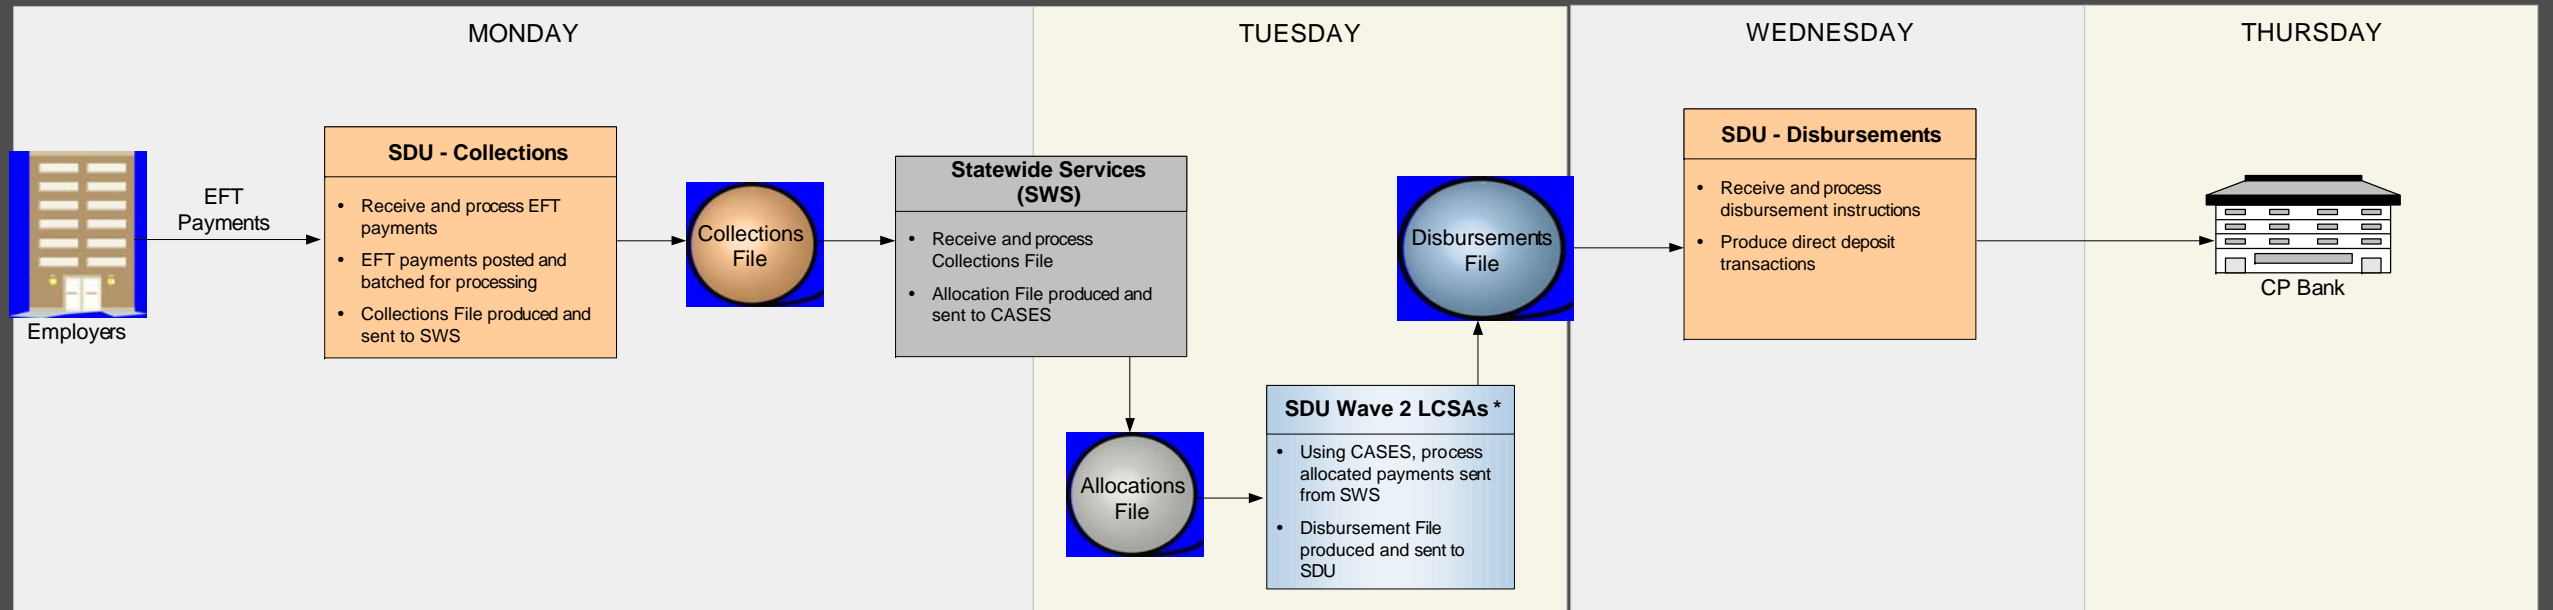 MONDAY
TUESDAY
WEDNESDAY
THURSDAY
Employers
EFT
Payments
SDU - Collections
• Receive and process EFT
payments
• EFT payments posted and
batched for processing
• Collections File produced and
sent to SWS
Collections
File
Statewide Services
(SWS)
• Receive and process
Collections File
• Allocation File produced and
sent to CASES
Allocations
File
SDU Wave 2 LCSAs *
• Using CASES, process
allocated payments sent
from SWS
• Disbursement File
produced and sent to
SDU
Disbursements
File
SDU - Disbursements
• Receive and process
disbursement instructions
• Produce direct deposit
transactions
CP Bank